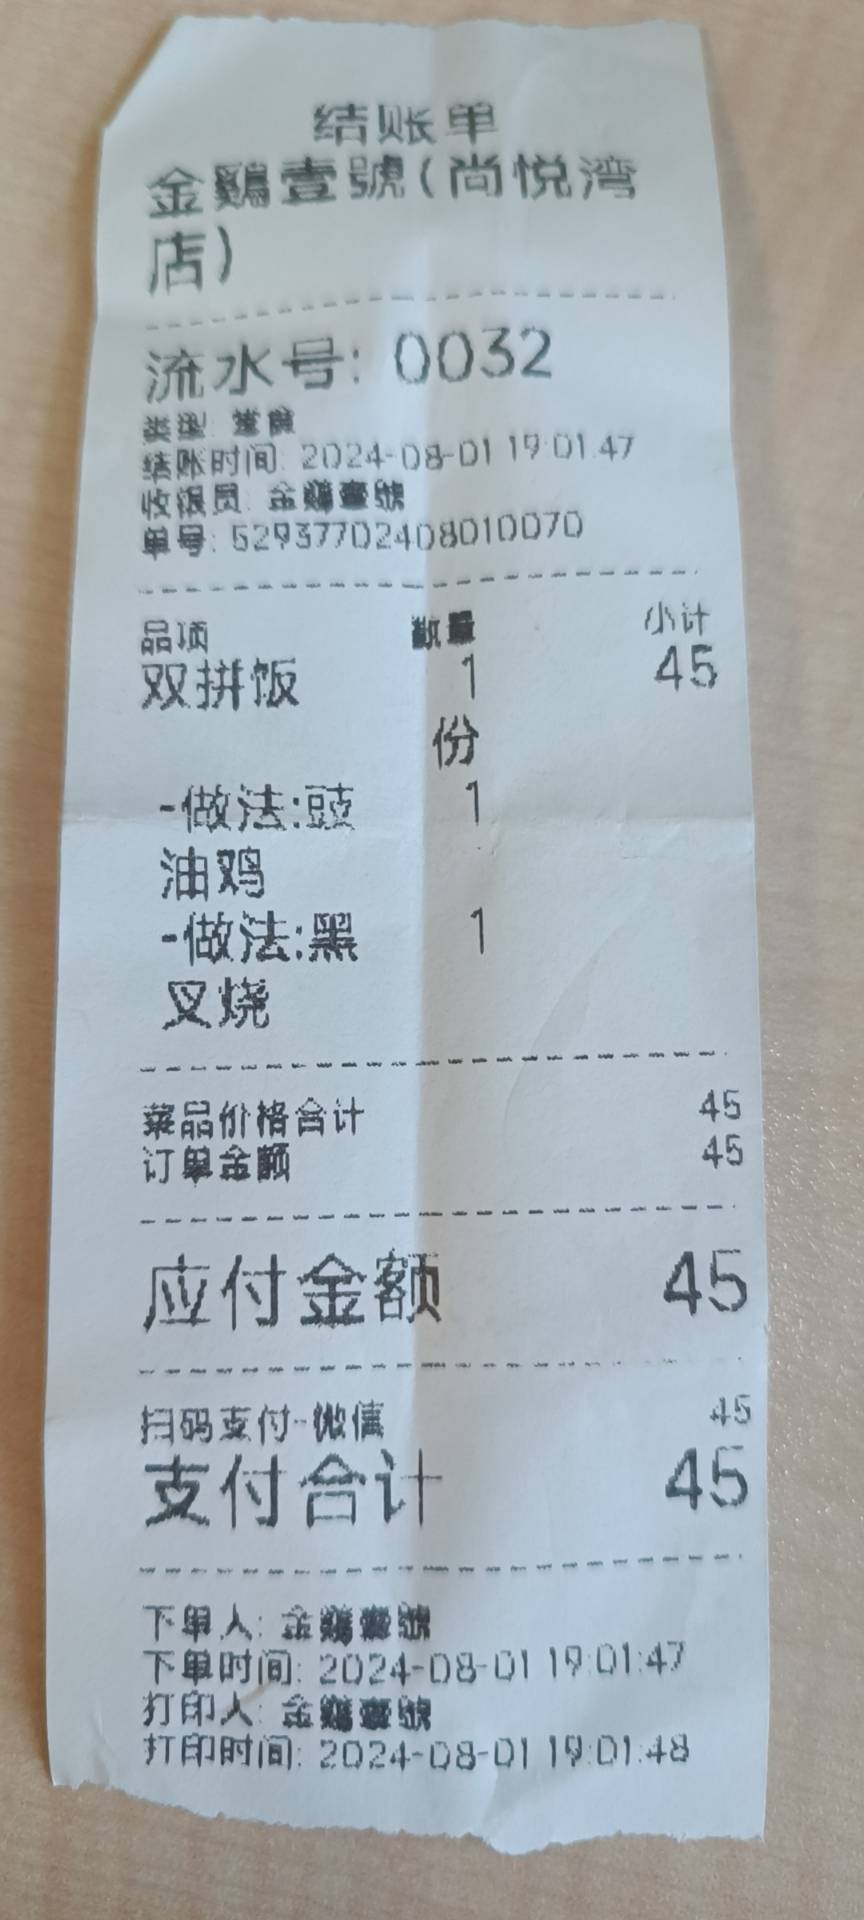 结账单
金鷄壹號(尚悦湾
店)
流水号: 0032
类型: 堂食
结账时间: 2024-08-01 19:01:47
收银员: 金鷄壹號
单号: 52937702408010070
品项 数量 小计
双拼饭 1 45
份
-做法:豉 1
油鸡
-做法:黑 1
叉烧
菜品价格合计 45
订单金额 45
应付金额 45
扫码支付-微信 45
支付合计 45
下单人: 金鷄壹號
下单时间: 2024-08-01 19:01:47
打印人: 金鷄壹號
打印时间: 2024-08-01 19:01:48